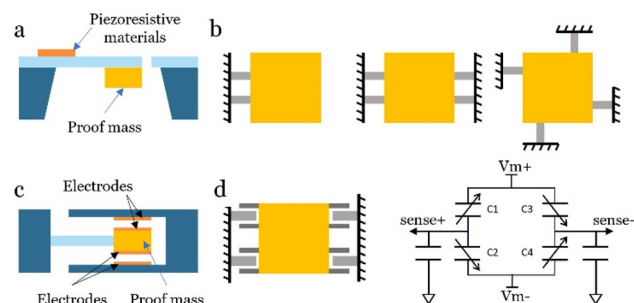 a
Piezoresistive
materials
Proof mass
b
c
Electrodes
Electrodes
Proof mass
d
Vm+
C1
C3
sense+
sense-
C2
C4
Vm-